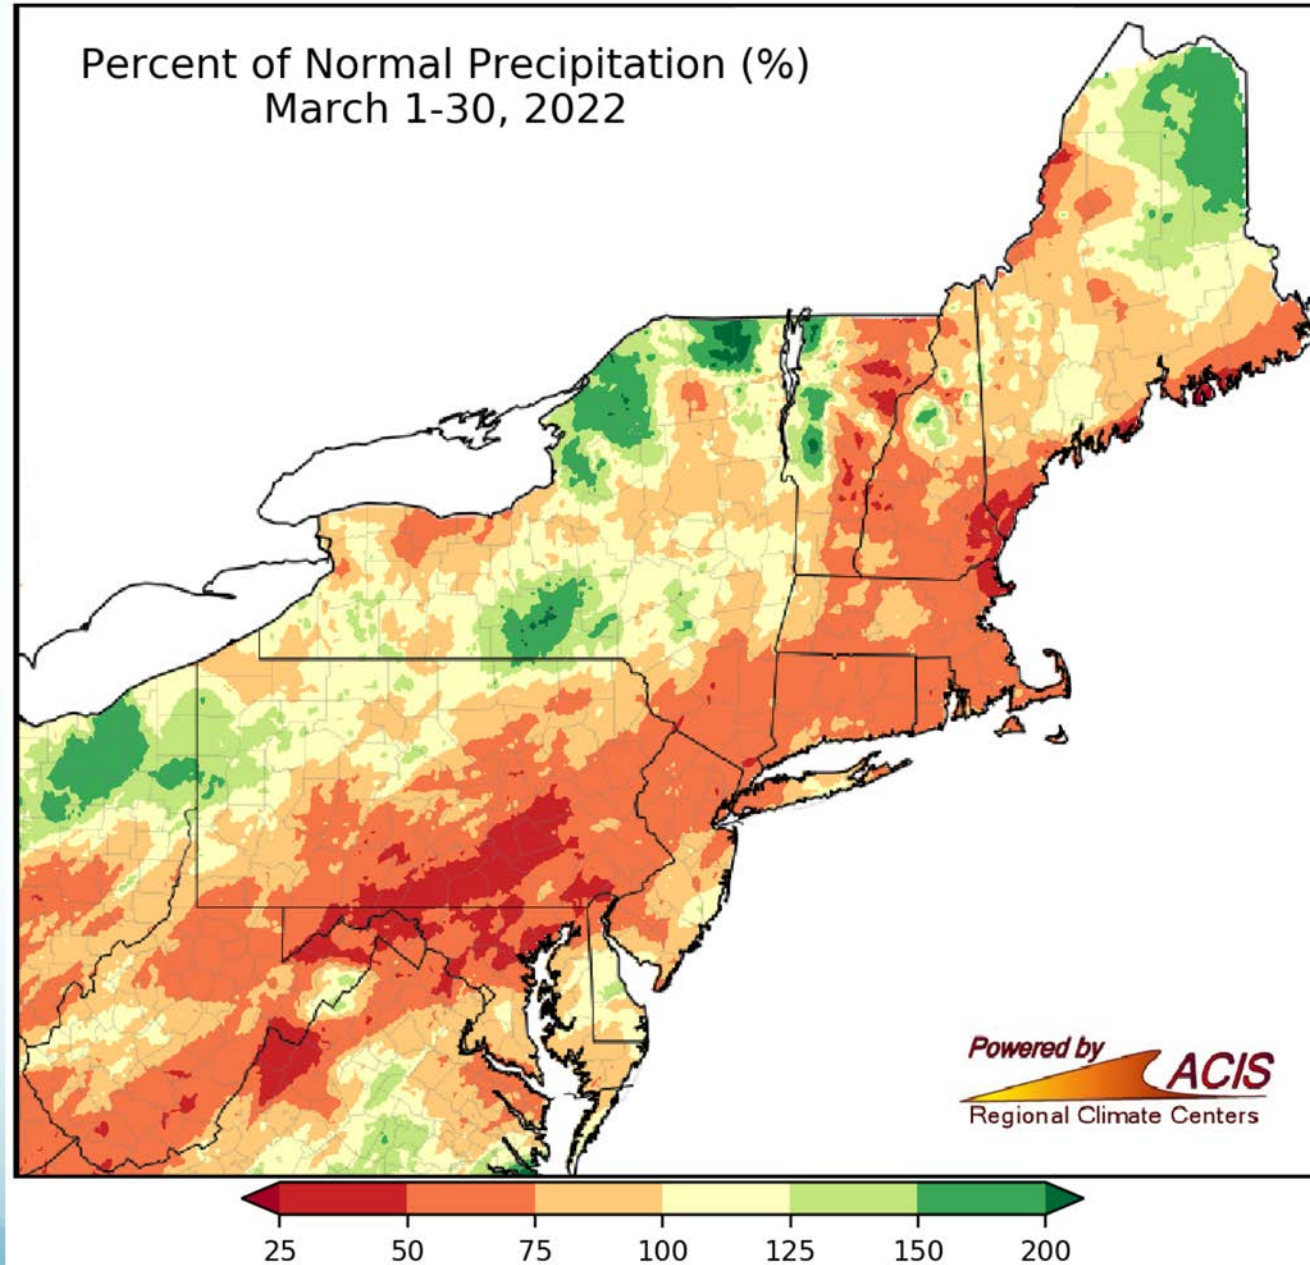 Percent of Normal Precipitation (%)
March 1-30, 2022
Powered by
ACIS
Regional Climate Centers
25 50 75 100 125 150 200